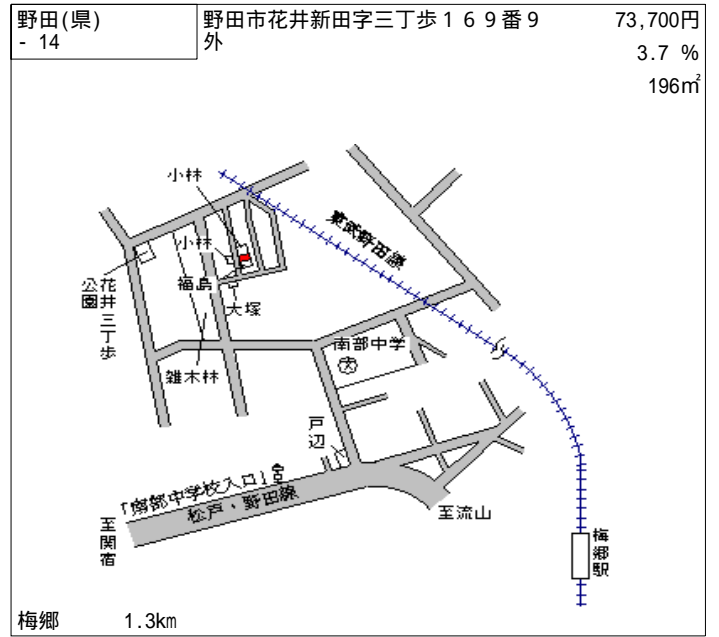 野田(県)
- 14
野田市花井新田字三丁歩１６９番９
外
73,700円
3.7 %
196㎡
小林
東武野田線
小林
福島
大塚
公園
花井三丁歩
雑木林
南部中学
文
戸辺
「南部中学校入口」
松戸・野田線
至関宿
至流山
梅郷駅
梅郷 1.3km